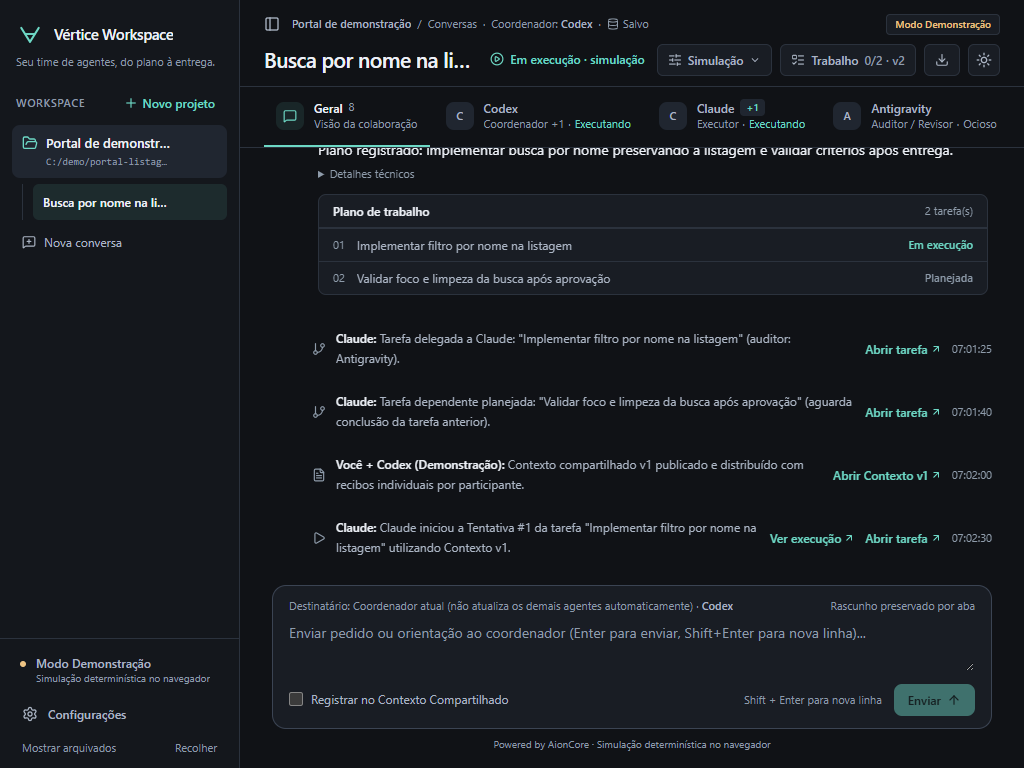 Vértice Workspace
Seu time de agentes, do plano à entrega.
WORKSPACE
+ Novo projeto
Portal de demonstr...
C:/demo/portal-listag…
Busca por nome na li...
Nova conversa
Modo Demonstração
Simulação determinística no navegador
Configurações
Mostrar arquivados
Recolher
Portal de demonstração / Conversas · Coordenador: Codex · Salvo
Modo Demonstração
Busca por nome na li...
Em execução · simulação
Simulação
Trabalho 0/2 · v2
Geral 8
Visão da colaboração
C
Codex
Coordenador +1 · Executando
C
Claude +1
Executor · Executando
A
Antigravity
Auditor / Revisor · Ocioso
Plano registrado: Implementar busca por nome preservando a listagem e validar critérios após entrega.
Detalhes técnicos
Plano de trabalho
2 tarefa(s)
01 Implementar filtro por nome na listagem Em execução
02 Validar foco e limpeza da busca após aprovação Planejada
Claude: Tarefa delegada a Claude: "Implementar filtro por nome na listagem" (auditor:
Antigravity).
Abrir tarefa ↗ 07:01:25
Claude: Tarefa dependente planejada: "Validar foco e limpeza da busca após aprovação" (aguarda
conclusão da tarefa anterior).
Abrir tarefa ↗ 07:01:40
Você + Codex (Demonstração): Contexto compartilhado v1 publicado e distribuído com
recibos individuais por participante.
Abrir Contexto v1 ↗ 07:02:00
Claude: Claude iniciou a Tentativa #1 da tarefa "Implementar filtro por nome na
listagem" utilizando Contexto v1.
Ver execução ↗ Abrir tarefa ↗ 07:02:30
Destinatário: Coordenador atual (não atualiza os demais agentes automaticamente) · Codex
Rascunho preservado por aba
Enviar pedido ou orientação ao coordenador (Enter para enviar, Shift+Enter para nova linha)...
Registrar no Contexto Compartilhado
Shift + Enter para nova linha
Enviar ↑
Powered by AionCore · Simulação determinística no navegador